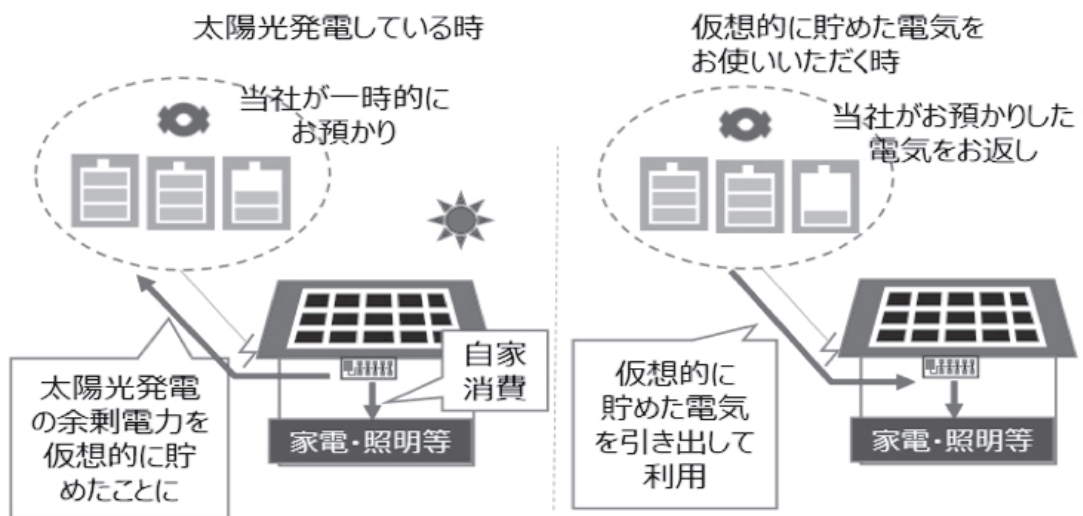 太陽光発電している時
当社が一時的に
お預かり
自家
消費
太陽光発電
の余剰電力を
仮想的に貯
めたことに
家電・照明等
仮想的に貯めた電気を
お使いいただく時
当社がお預かりした
電気をお返し
仮想的に
貯めた電気
を引き出して
利用
家電・照明等